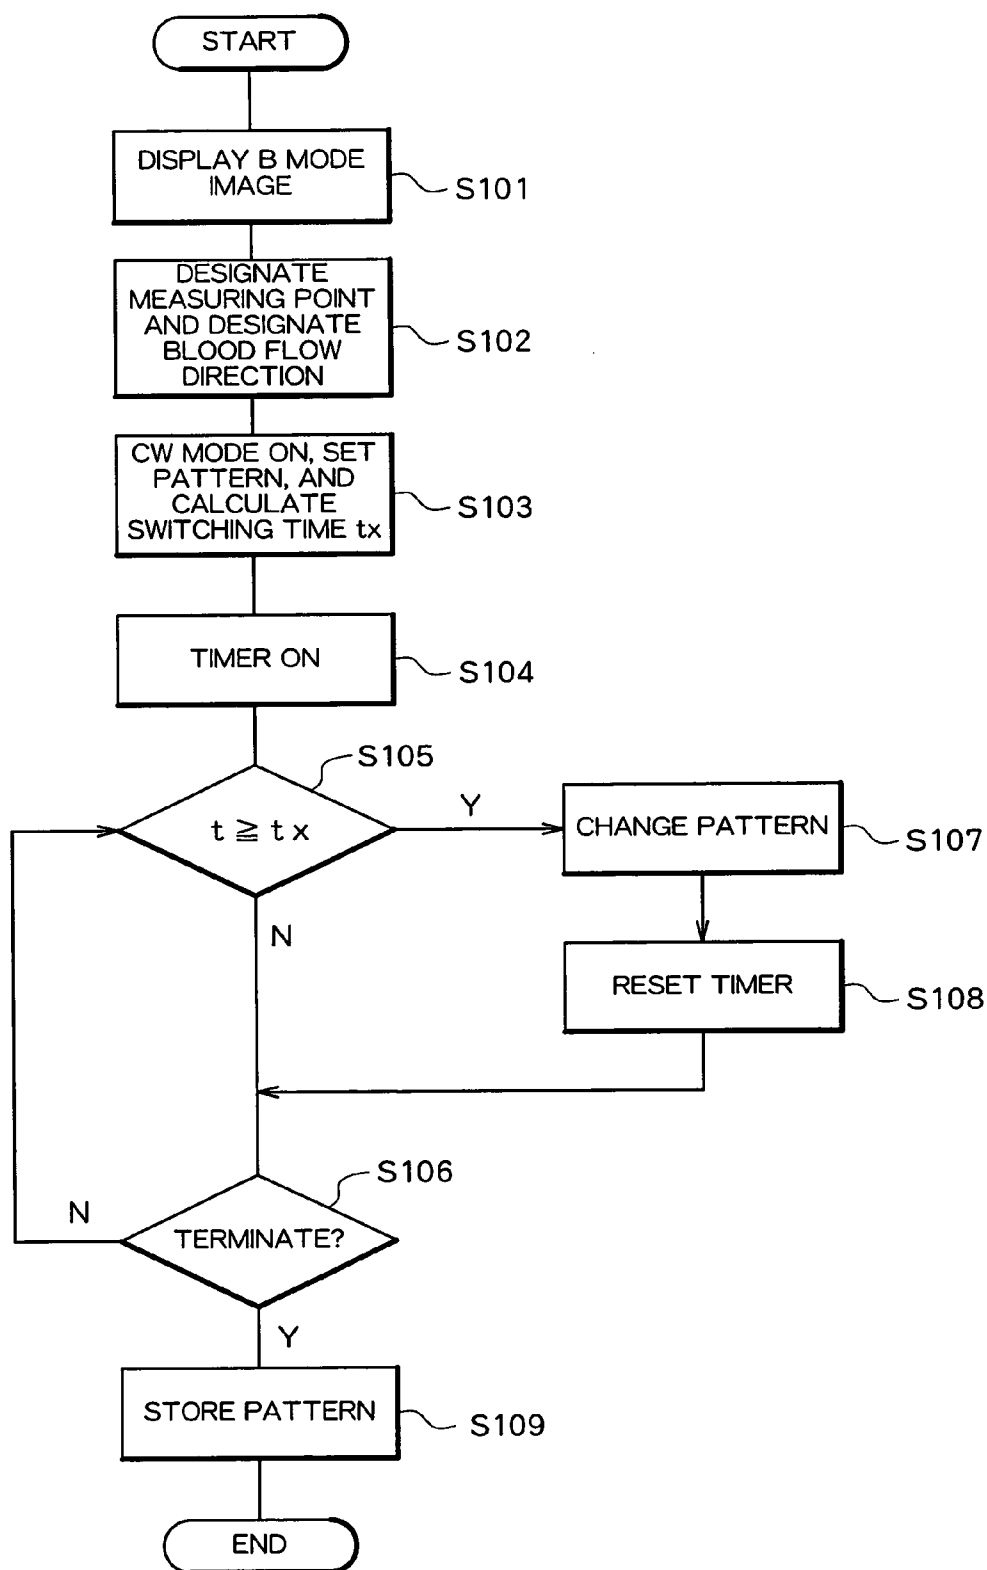 START
DISPLAY B MODE
IMAGE
S101
DESIGNATE
MEASURING POINT
AND DESIGNATE
BLOOD FLOW
DIRECTION
S102
CW MODE ON, SET
PATTERN, AND
CALCULATE
SWITCHING TIME tx
S103
TIMER ON
S104
S105
t ≧ tx
Y
CHANGE PATTERN
S107
N
RESET TIMER
S108
S106
N
TERMINATE?
Y
STORE PATTERN
S109
END